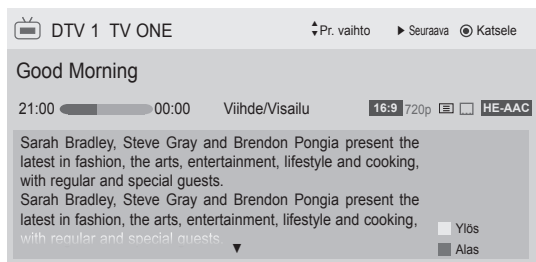 DTV 1 TV ONE
Pr. vaihto
Seuraava
Katsele
Good Morning
21:00 00:00 Viihde/Visailu 16:9 720p HE-AAC
Sarah Bradley, Steve Gray and Brendon Pongia present the
latest in fashion, the arts, entertainment, lifestyle and cooking,
with regular and special guests.
Sarah Bradley, Steve Gray and Brendon Pongia present the
latest in fashion, the arts, entertainment, lifestyle and cooking,
with regular and special guests.
Ylös
Alas